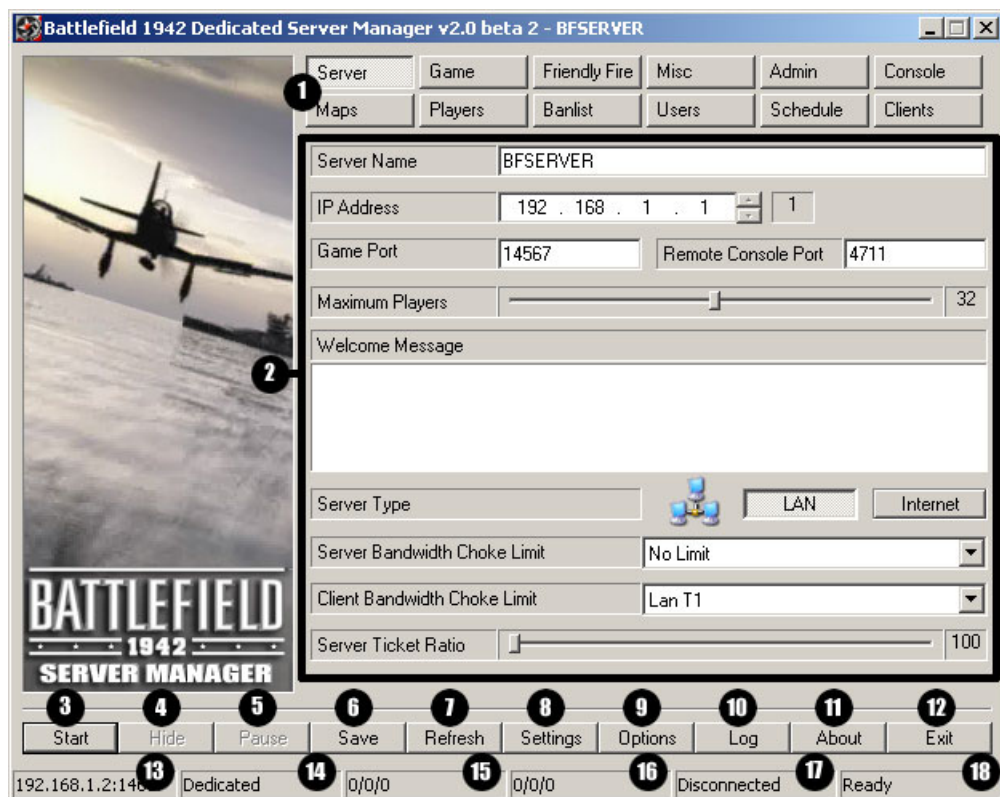 Battlefield 1942 Dedicated Server Manager v2.0 beta 2 - BFSERVER
Server Game Friendly Fire Misc Admin Console
1
Maps Players Banlist Users Schedule Clients
Server Name BFSERVER
IP Address 192 . 168 . 1 . 1 1
Game Port 14567 Remote Console Port 4711
Maximum Players 32
Welcome Message
2
Server Type LAN Internet
Server Bandwidth Choke Limit No Limit
Client Bandwidth Choke Limit Lan T1
Server Ticket Ratio 100
BATTLEFIELD
1942
SERVER MANAGER
3 4 5 6 7 8 9 10 11 12
Start Hide Pause Save Refresh Settings Options Log About Exit
13 14 15 16 17 18
Dedicated 0/0/0 0/0/0 Disconnected Ready